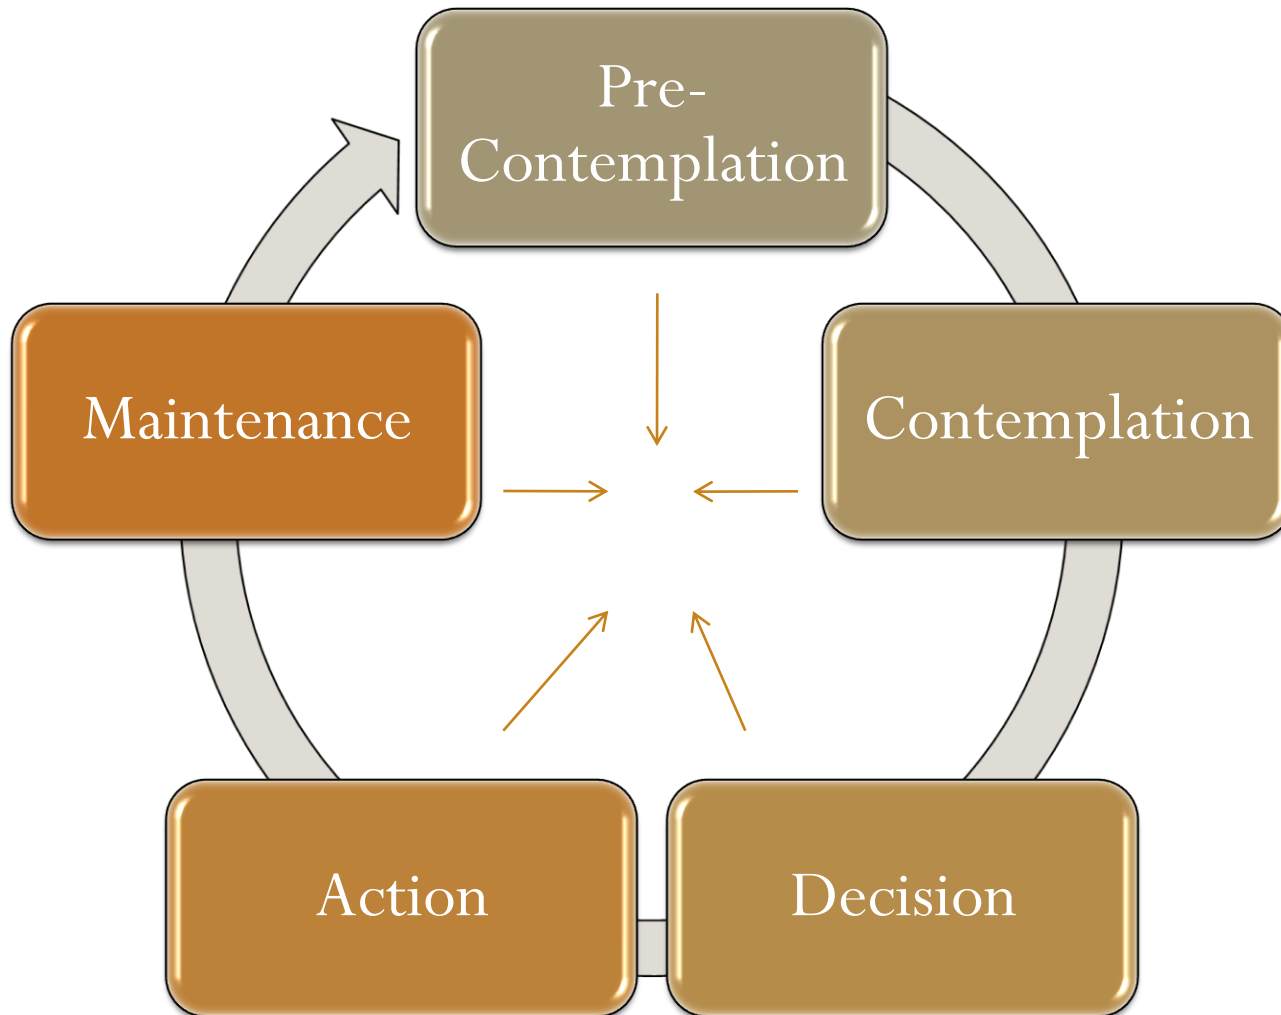 Pre-
Contemplation
Contemplation
Decision
Action
Maintenance